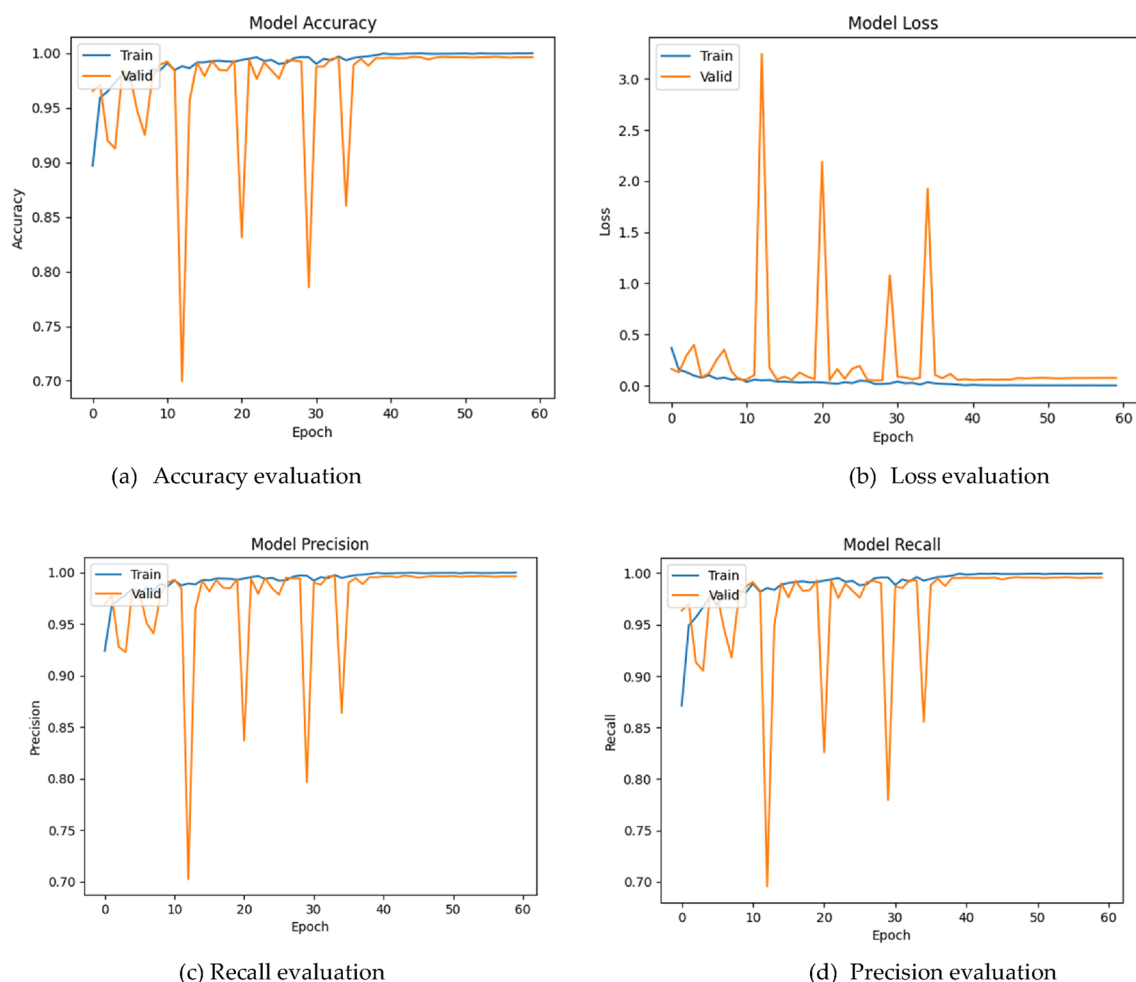 Model Accuracy
Train
Valid
1.00
0.95
0.90
0.85
0.80
0.75
0.70
Accuracy
0 10 20 30 40 50 60
Epoch
(a) Accuracy evaluation
Model Loss
Train
Valid
3.0
2.5
2.0
1.5
1.0
0.5
0.0
Loss
0 10 20 30 40 50 60
Epoch
(b) Loss evaluation
Model Precision
Train
Valid
1.00
0.95
0.90
0.85
0.80
0.75
0.70
Precision
0 10 20 30 40 50 60
Epoch
(c) Recall evaluation
Model Recall
Train
Valid
1.00
0.95
0.90
0.85
0.80
0.75
0.70
Recall
0 10 20 30 40 50 60
Epoch
(d) Precision evaluation